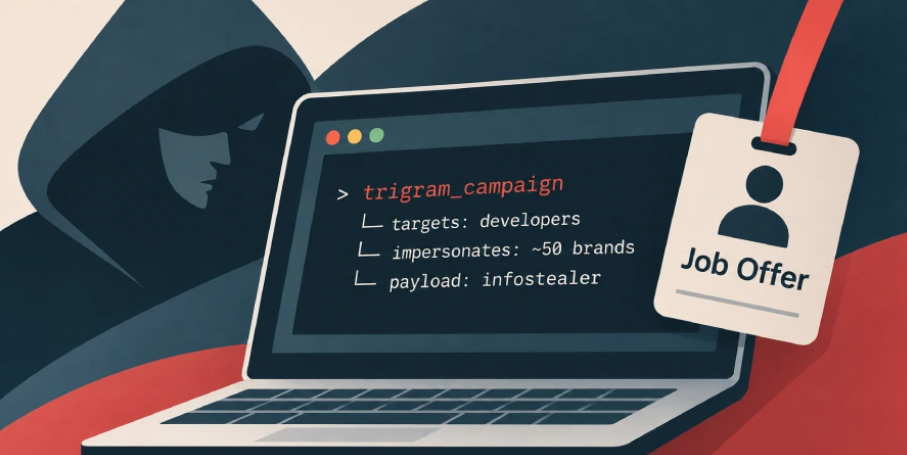 > trigram_campaign
└─ targets: developers
└─ impersonates: ~50 brands
└─ payload: infostealer
Job Offer